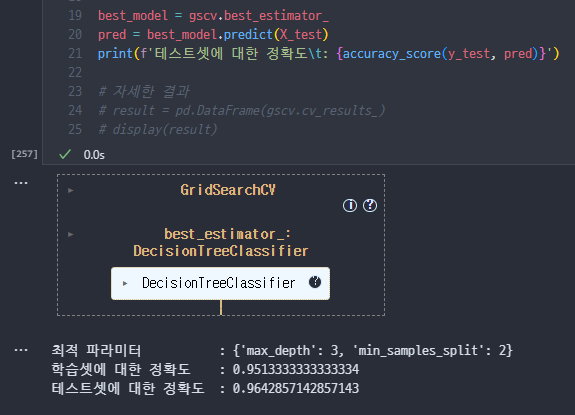 19 best_model = gscv.best_estimator_
20 pred = best_model.predict(X_test)
21 print(f'테스트셋에 대한 정확도\t: {accuracy_score(y_test, pred)}')
22
23 # 자세한 결과
24 # result = pd.DataFrame(gscv.cv_results_)
25 # display(result)
[257] ✓ 0.0s
... ▸ GridSearchCV
i ?
▸ best_estimator_:
DecisionTreeClassifier
▸ DecisionTreeClassifier ?
... 최적 파라미터 : {'max_depth': 3, 'min_samples_split': 2}
학습셋에 대한 정확도 : 0.9513333333333334
테스트셋에 대한 정확도 : 0.9642857142857143